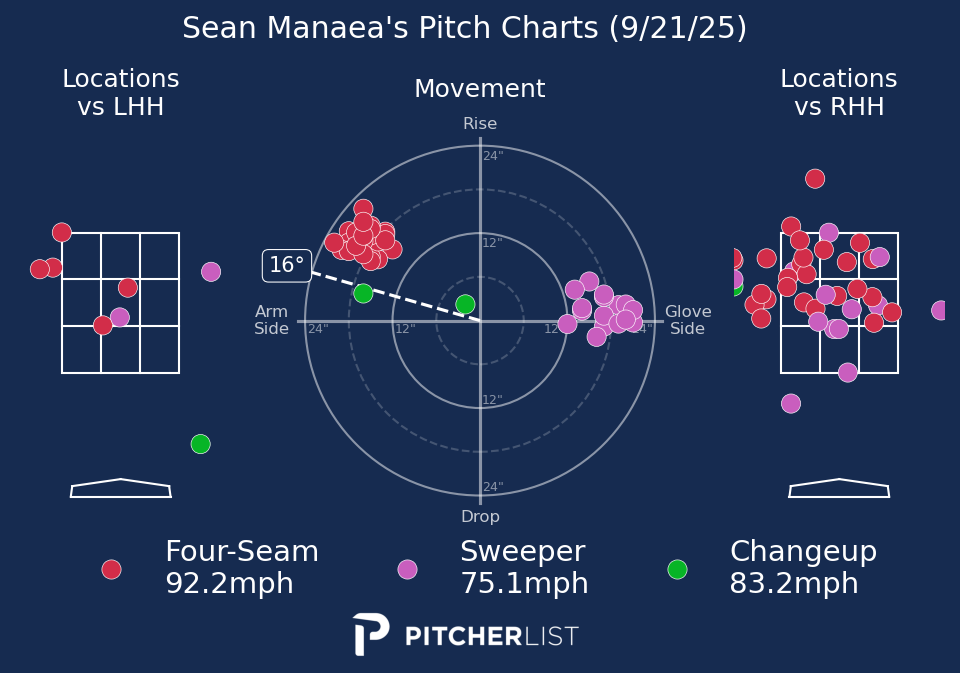 Sean Manaea's Pitch Charts (9/21/25)
Locations
vs LHH
Movement
Locations
vs RHH
Rise
24"
12"
16°
Arm
Side
24"
12"
12"
4"
Glove
Side
12"
24"
Drop
Four-Seam
92.2mph
Sweeper
75.1mph
Changeup
83.2mph
PITCHERLIST